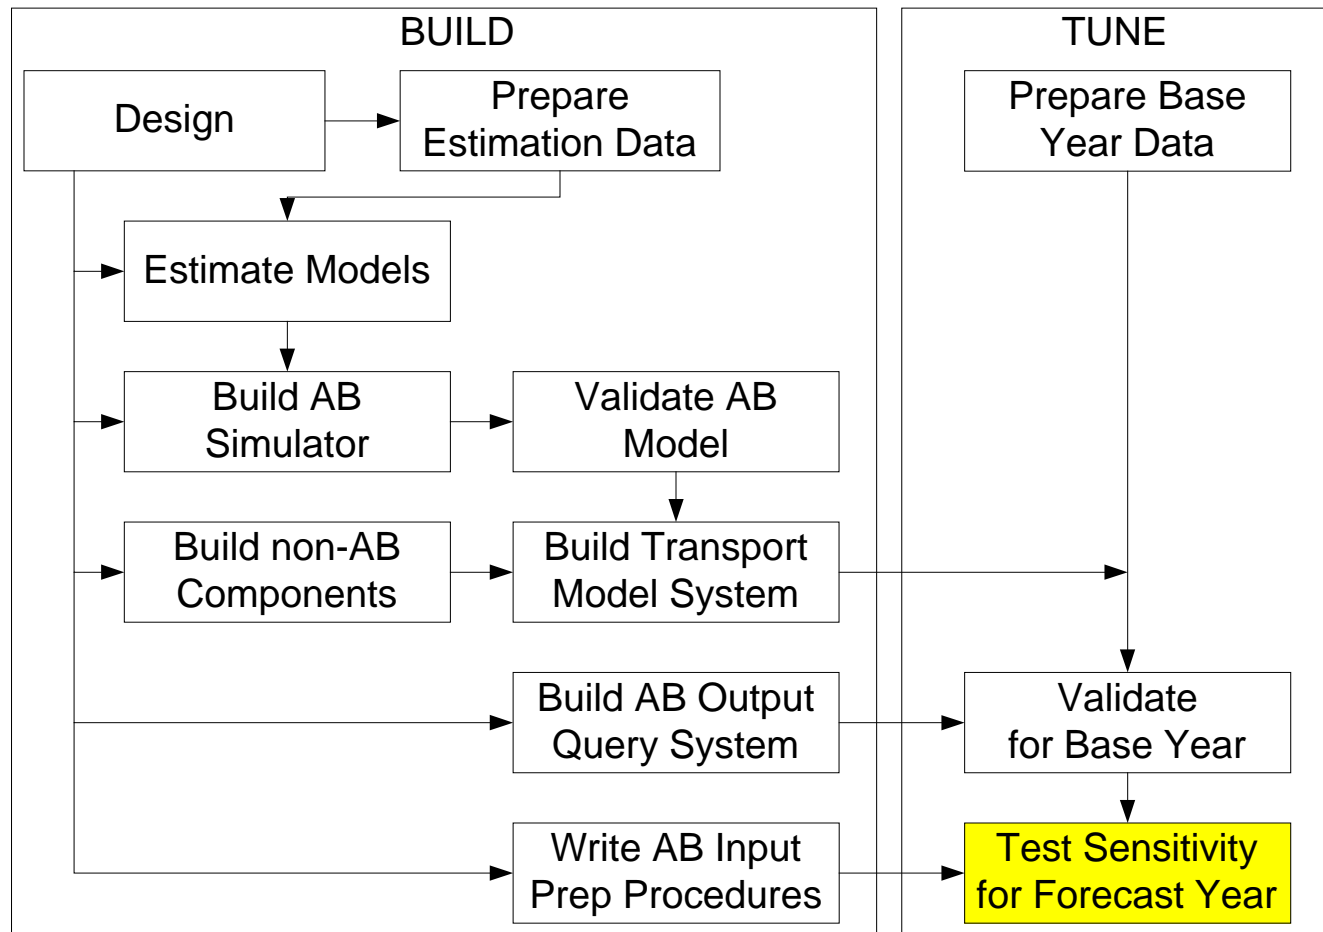 BUILD
TUNE
Design
Prepare
Estimation Data
Prepare Base
Year Data
Estimate Models
Build AB
Simulator
Validate AB
Model
Build non-AB
Components
Build Transport
Model System
Build AB Output
Query System
Validate
for Base Year
Write AB Input
Prep Procedures
Test Sensitivity
for Forecast Year